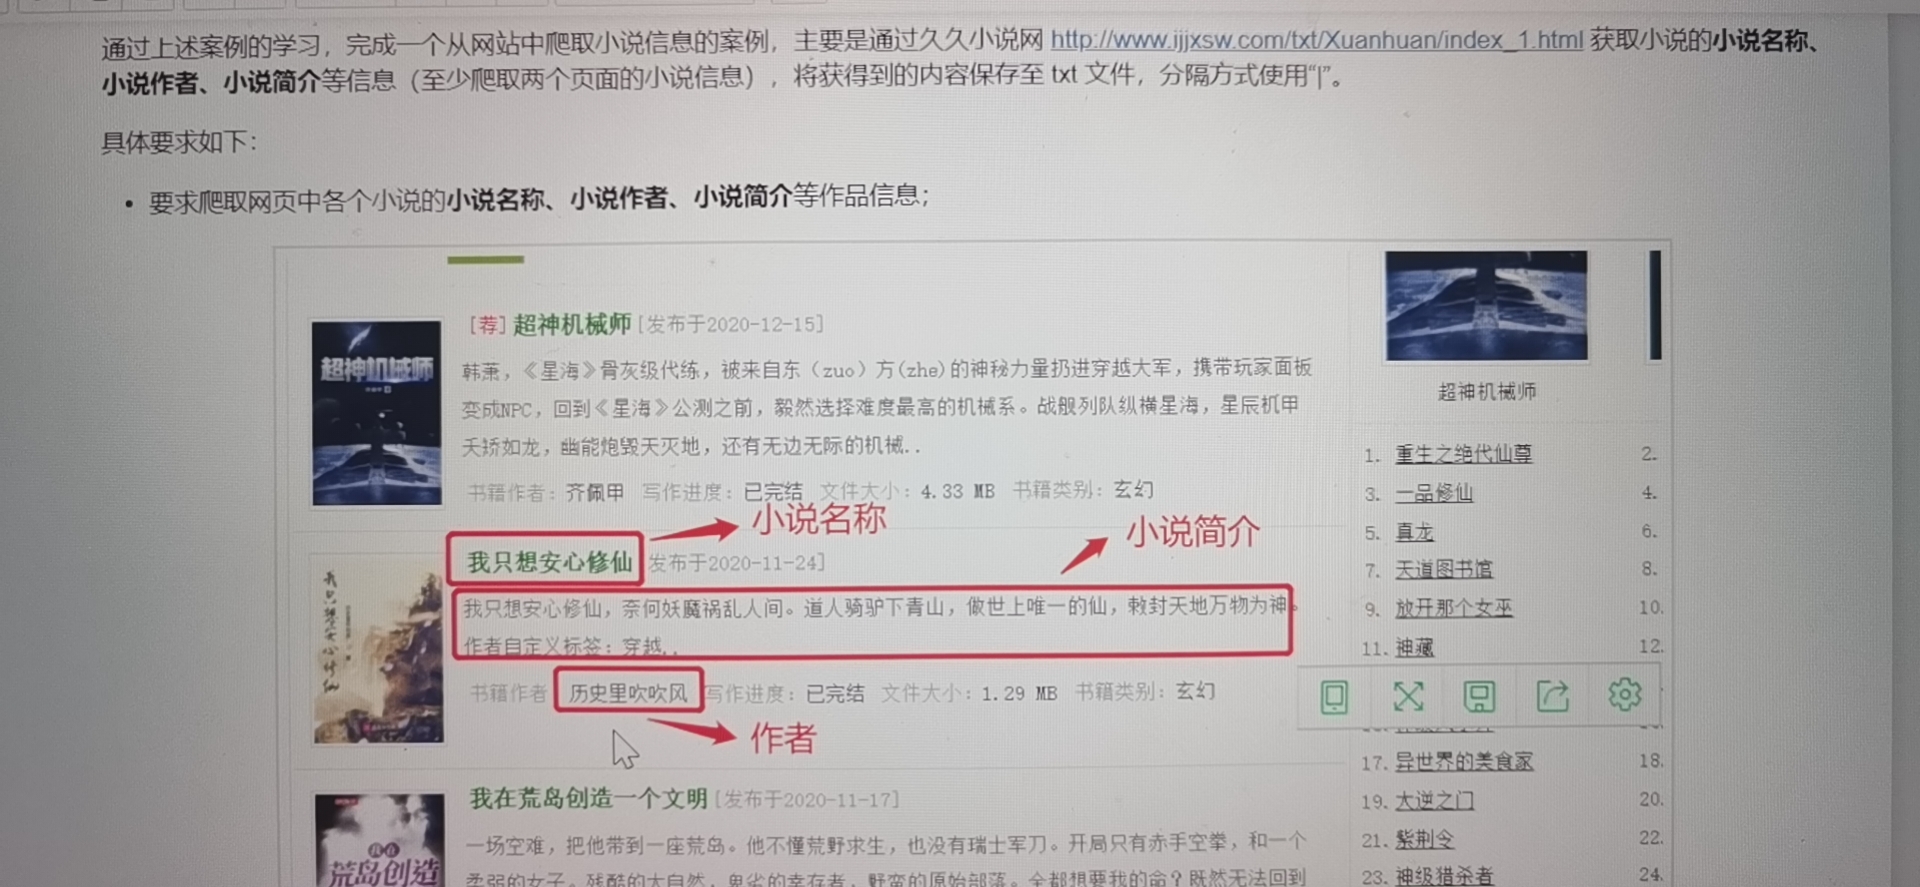 通过上述案例的学习，完成一个从网站中爬取小说信息的案例，主要是通过久久小说网 http://www.jjjxsw.com/txt/Xuanhuan/index_1.html 获取小说的小说名称、
小说作者、小说简介等信息（至少爬取两个页面的小说信息），将获得到的内容保存至 txt 文件，分隔方式使用“|”。
具体要求如下：
• 要求爬取网页中各个小说的小说名称、小说作者、小说简介等作品信息；
[荐] 超神机械师 [发布于2020-12-15]
超神机械师
韩萧，《星海》骨灰级代练，被来自东（zuo）方(zhe)的神秘力量扔进穿越大军，携带玩家面板
变成NPC，回到《星海》公测之前，毅然选择难度最高的机械系。战舰列队纵横星海，星辰机甲
夭矫如龙，幽能炮毁天灭地，还有无边无际的机械..
书籍作者：齐佩甲 写作进度：已完结 文件大小：4.33 MB 书籍类别：玄幻
小说名称
小说简介
我只想安心修仙 发布于2020-11-24]
我只想安心修仙
我只想安心修仙，奈何妖魔祸乱人间。道人骑驴下青山，做世上唯一的仙，敕封天地万物为神。
作者自定义标签：穿越..
书籍作者 历史里吹吹风 写作进度：已完结 文件大小：1.29 MB 书籍类别：玄幻
作者
我在荒岛创造一个文明 [发布于2020-11-17]
我在
荒岛创造
一场空难，把他带到一座荒岛。他不懂荒野求生，也没有瑞士军刀。开局只有赤手空拳，和一个
柔弱的女子。残酷的大自然，卑劣的幸存者，野蛮的原始部落。全都想要我的命？既然无法回到
超神机械师
1. 重生之绝代仙尊 2.
3. 一品修仙 4.
5. 真龙 6.
7. 天道图书馆 8.
9. 放开那个女巫 10.
11. 神藏 12.
17. 异世界的美食家 18.
19. 大逆之门 20.
21. 紫荆令 22.
23. 神级猎杀者 24.